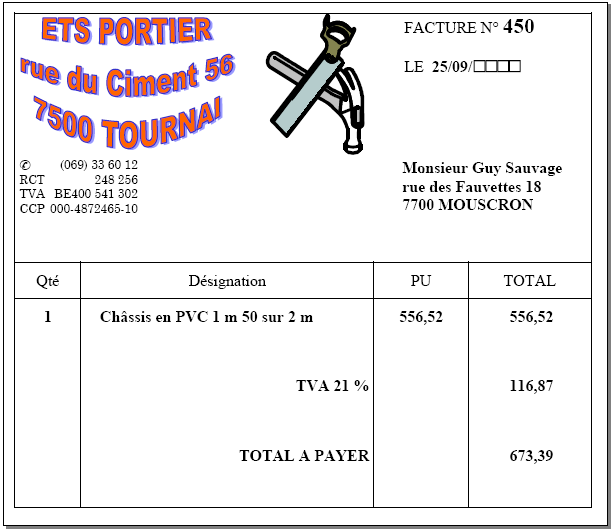 ETS PORTIER
rue du Ciment 56
7500 TOURNAI
FACTURE N° 450
LE 25/09/□□□□
✆ (069) 33 60 12
RCT 248 256
TVA BE400 541 302
CCP 000-4872465-10
Monsieur Guy Sauvage
rue des Fauvettes 18
7700 MOUSCRON
Qté Désignation PU TOTAL
1 Châssis en PVC 1 m 50 sur 2 m 556,52 556,52
TVA 21 % 116,87
TOTAL A PAYER 673,39